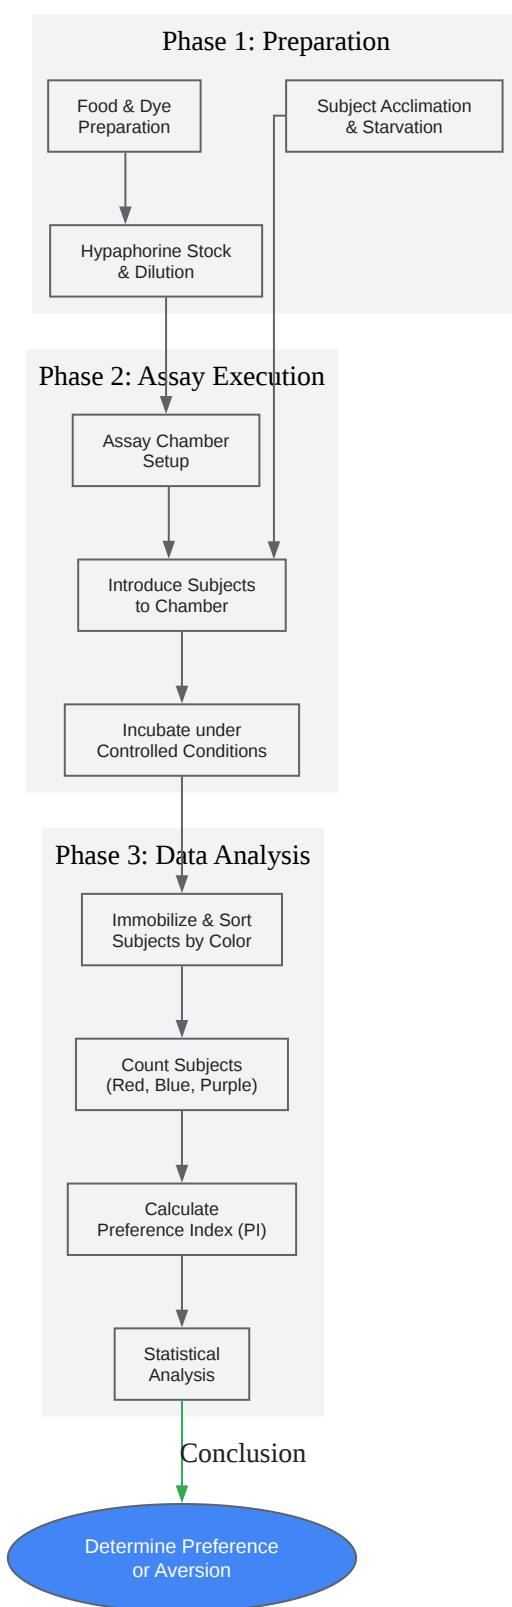 Phase 1: Preparation
Food & Dye
Preparation
Subject Acclimation
& Starvation
Hypaphorine Stock
& Dilution
Phase 2: Assay Execution
Assay Chamber
Setup
Introduce Subjects
to Chamber
Incubate under
Controlled Conditions
Phase 3: Data Analysis
Immobilize & Sort
Subjects by Color
Count Subjects
(Red, Blue, Purple)
Calculate
Preference Index (PI)
Statistical
Analysis
Conclusion
Determine Preference
or Aversion